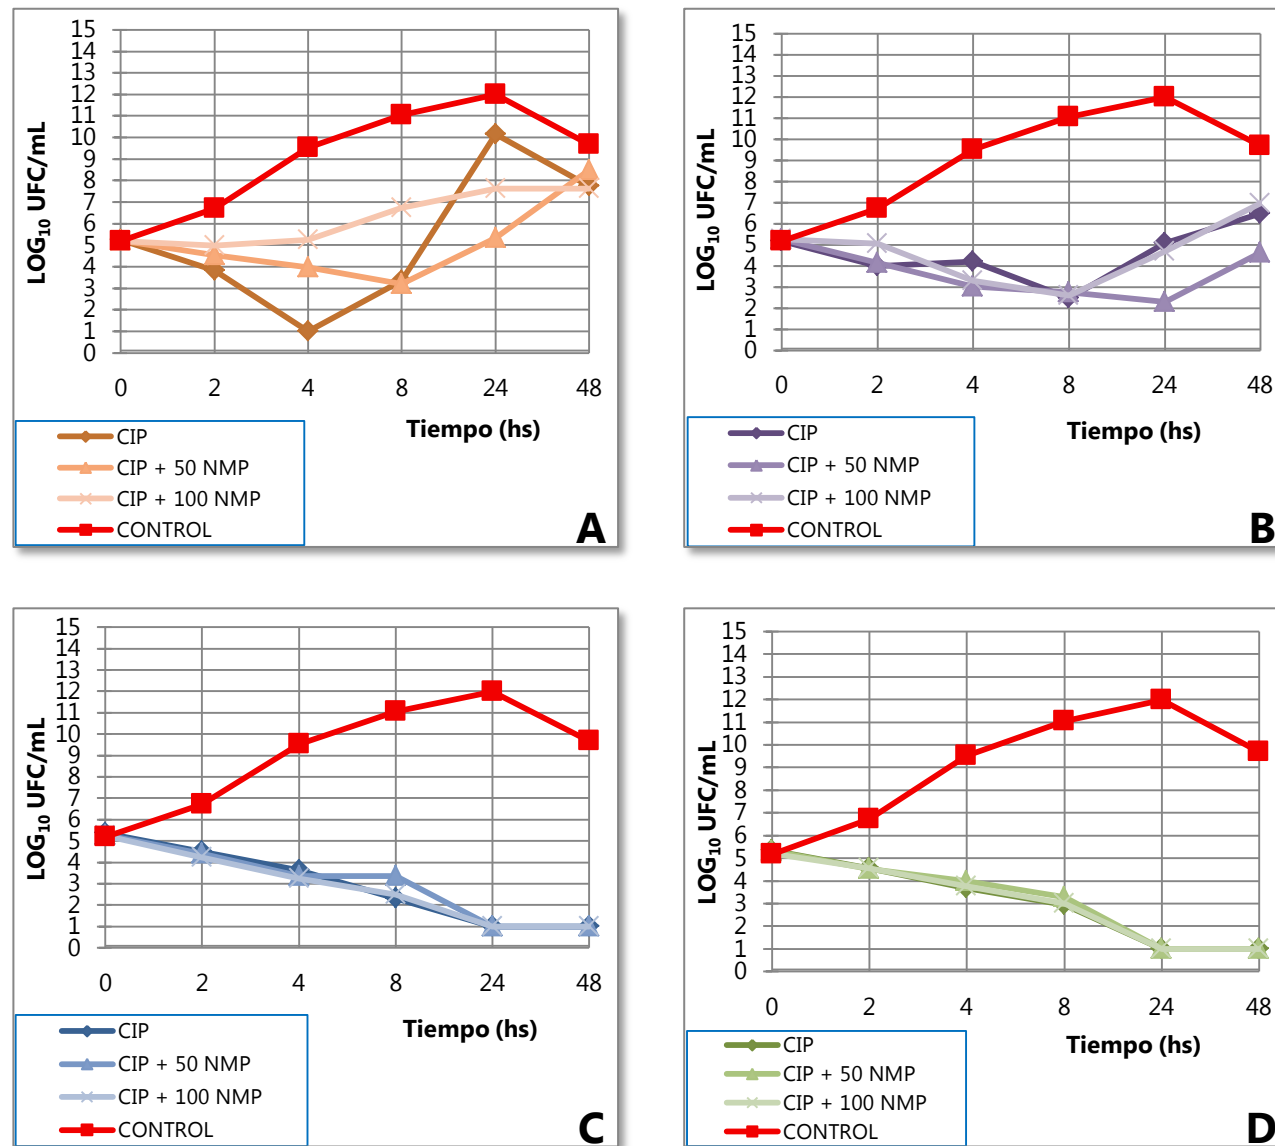 15
14
13
12
11
10
9
8
7
6
5
4
3
2
1
0
LOG10 UFC/mL
0 2 4 8 24 48
Tiempo (hs)
CIP
CIP + 50 NMP
CIP + 100 NMP
CONTROL
A
15
14
13
12
11
10
9
8
7
6
5
4
3
2
1
0
LOG10 UFC/mL
0 2 4 8 24 48
Tiempo (hs)
CIP
CIP + 50 NMP
CIP + 100 NMP
CONTROL
B
15
14
13
12
11
10
9
8
7
6
5
4
3
2
1
0
LOG10 UFC/mL
0 2 4 8 24 48
Tiempo (hs)
CIP
CIP + 50 NMP
CIP + 100 NMP
CONTROL
C
15
14
13
12
11
10
9
8
7
6
5
4
3
2
1
0
LOG10 UFC/mL
0 2 4 8 24 48
Tiempo (hs)
CIP
CIP + 50 NMP
CIP + 100 NMP
CONTROL
D